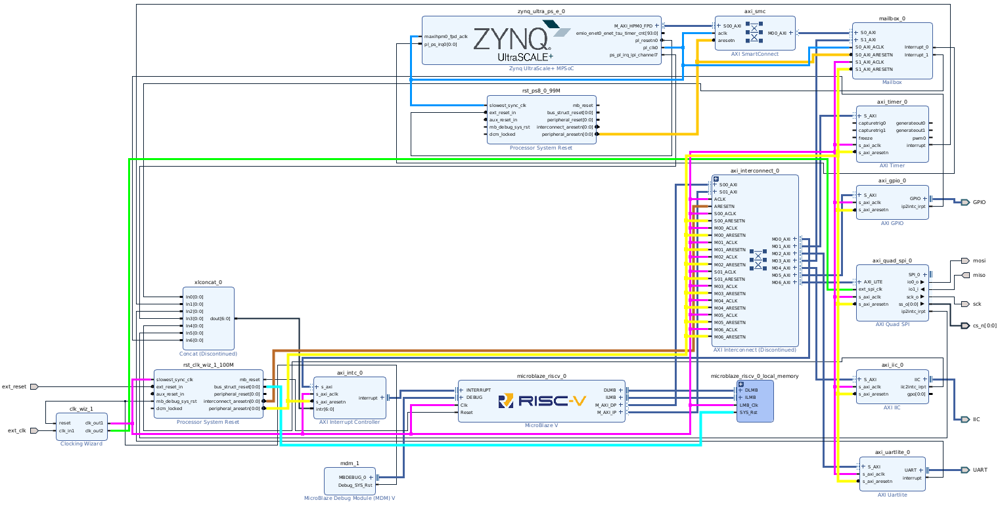 zynq_ultra_ps_e_0
maxihpm0_fpd_aclk
pl_ps_irq0[0:0]
ZYNQ
UltraSCALE+
M_AXI_HPM0_FPD
emio_enet0_enet_tsu_timer_cnt[93:0]
pl_resetn0
pl_clk0
ps_pl_irq_ipi_channel7
Zynq UltraScale+ MPSoC
axi_smc
S00_AXI
aclk
aresetn
M00_AXI
AXI SmartConnect
mailbox_0
S0_AXI
S1_AXI
S0_AXI_ACLK
S0_AXI_ARESETN
S1_AXI_ACLK
S1_AXI_ARESETN
Interrupt_0
Interrupt_1
Mailbox
rst_ps8_0_99M
slowest_sync_clk
ext_reset_in
aux_reset_in
mb_debug_sys_rst
dcm_locked
mb_reset
bus_struct_reset[0:0]
peripheral_reset[0:0]
interconnect_aresetn[0:0]
peripheral_aresetn[0:0]
Processor System Reset
axi_timer_0
S_AXI
capturetrig0
capturetrig1
freeze
s_axi_aclk
s_axi_aresetn
generateout0
generateout1
pwm0
interrupt
AXI Timer
axi_interconnect_0
S00_AXI
S01_AXI
ACLK
ARESETN
S00_ACLK
S00_ARESETN
M00_ACLK
M00_ARESETN
M01_ACLK
M01_ARESETN
M02_ACLK
M02_ARESETN
S01_ACLK
S01_ARESETN
M03_ACLK
M03_ARESETN
M04_ACLK
M04_ARESETN
M05_ACLK
M05_ARESETN
M06_ACLK
M06_ARESETN
M00_AXI
M01_AXI
M02_AXI
M03_AXI
M04_AXI
M05_AXI
M06_AXI
AXI Interconnect (Discontinued)
axi_gpio_0
S_AXI
s_axi_aclk
s_axi_aresetn
GPIO
ip2intc_irpt
AXI GPIO
GPIO
axi_quad_spi_0
AXI_LITE
ext_spi_clk
s_axi_aclk
s_axi_aresetn
SPI_0
io0_o
io1_i
sck_o
ss_o[0:0]
ip2intc_irpt
AXI Quad SPI
mosi
miso
sck
cs_n[0:0]
xlconcat_0
In0[0:0]
In1[0:0]
In2[0:0]
In3[0:0]
In4[0:0]
In5[0:0]
In6[0:0]
dout[6:0]
Concat (Discontinued)
rst_clk_wiz_1_100M
slowest_sync_clk
ext_reset_in
aux_reset_in
mb_debug_sys_rst
dcm_locked
mb_reset
bus_struct_reset[0:0]
peripheral_reset[0:0]
interconnect_aresetn[0:0]
peripheral_aresetn[0:0]
Processor System Reset
ext_reset
ext_clk
clk_wiz_1
reset
clk_in1
clk_out1
clk_out2
Clocking Wizard
axi_intc_0
s_axi
s_axi_aclk
s_axi_aresetn
intr[6:0]
interrupt
AXI Interrupt Controller
microblaze_riscv_0
INTERRUPT
DEBUG
Clk
Reset
RISC-V
DLMB
ILMB
M_AXI_DP
M_AXI_IP
MicroBlaze V
microblaze_riscv_0_local_memory
DLMB
ILMB
LMB_Clk
SYS_Rst
axi_iic_0
S_AXI
s_axi_aclk
s_axi_aresetn
IIC
iic2intc_irpt
gpo[0:0]
AXI IIC
IIC
mdm_1
MBDEBUG_0
Debug_SYS_Rst
MicroBlaze Debug Module (MDM) V
axi_uartlite_0
S_AXI
s_axi_aclk
s_axi_aresetn
UART
interrupt
AXI Uartlite
UART